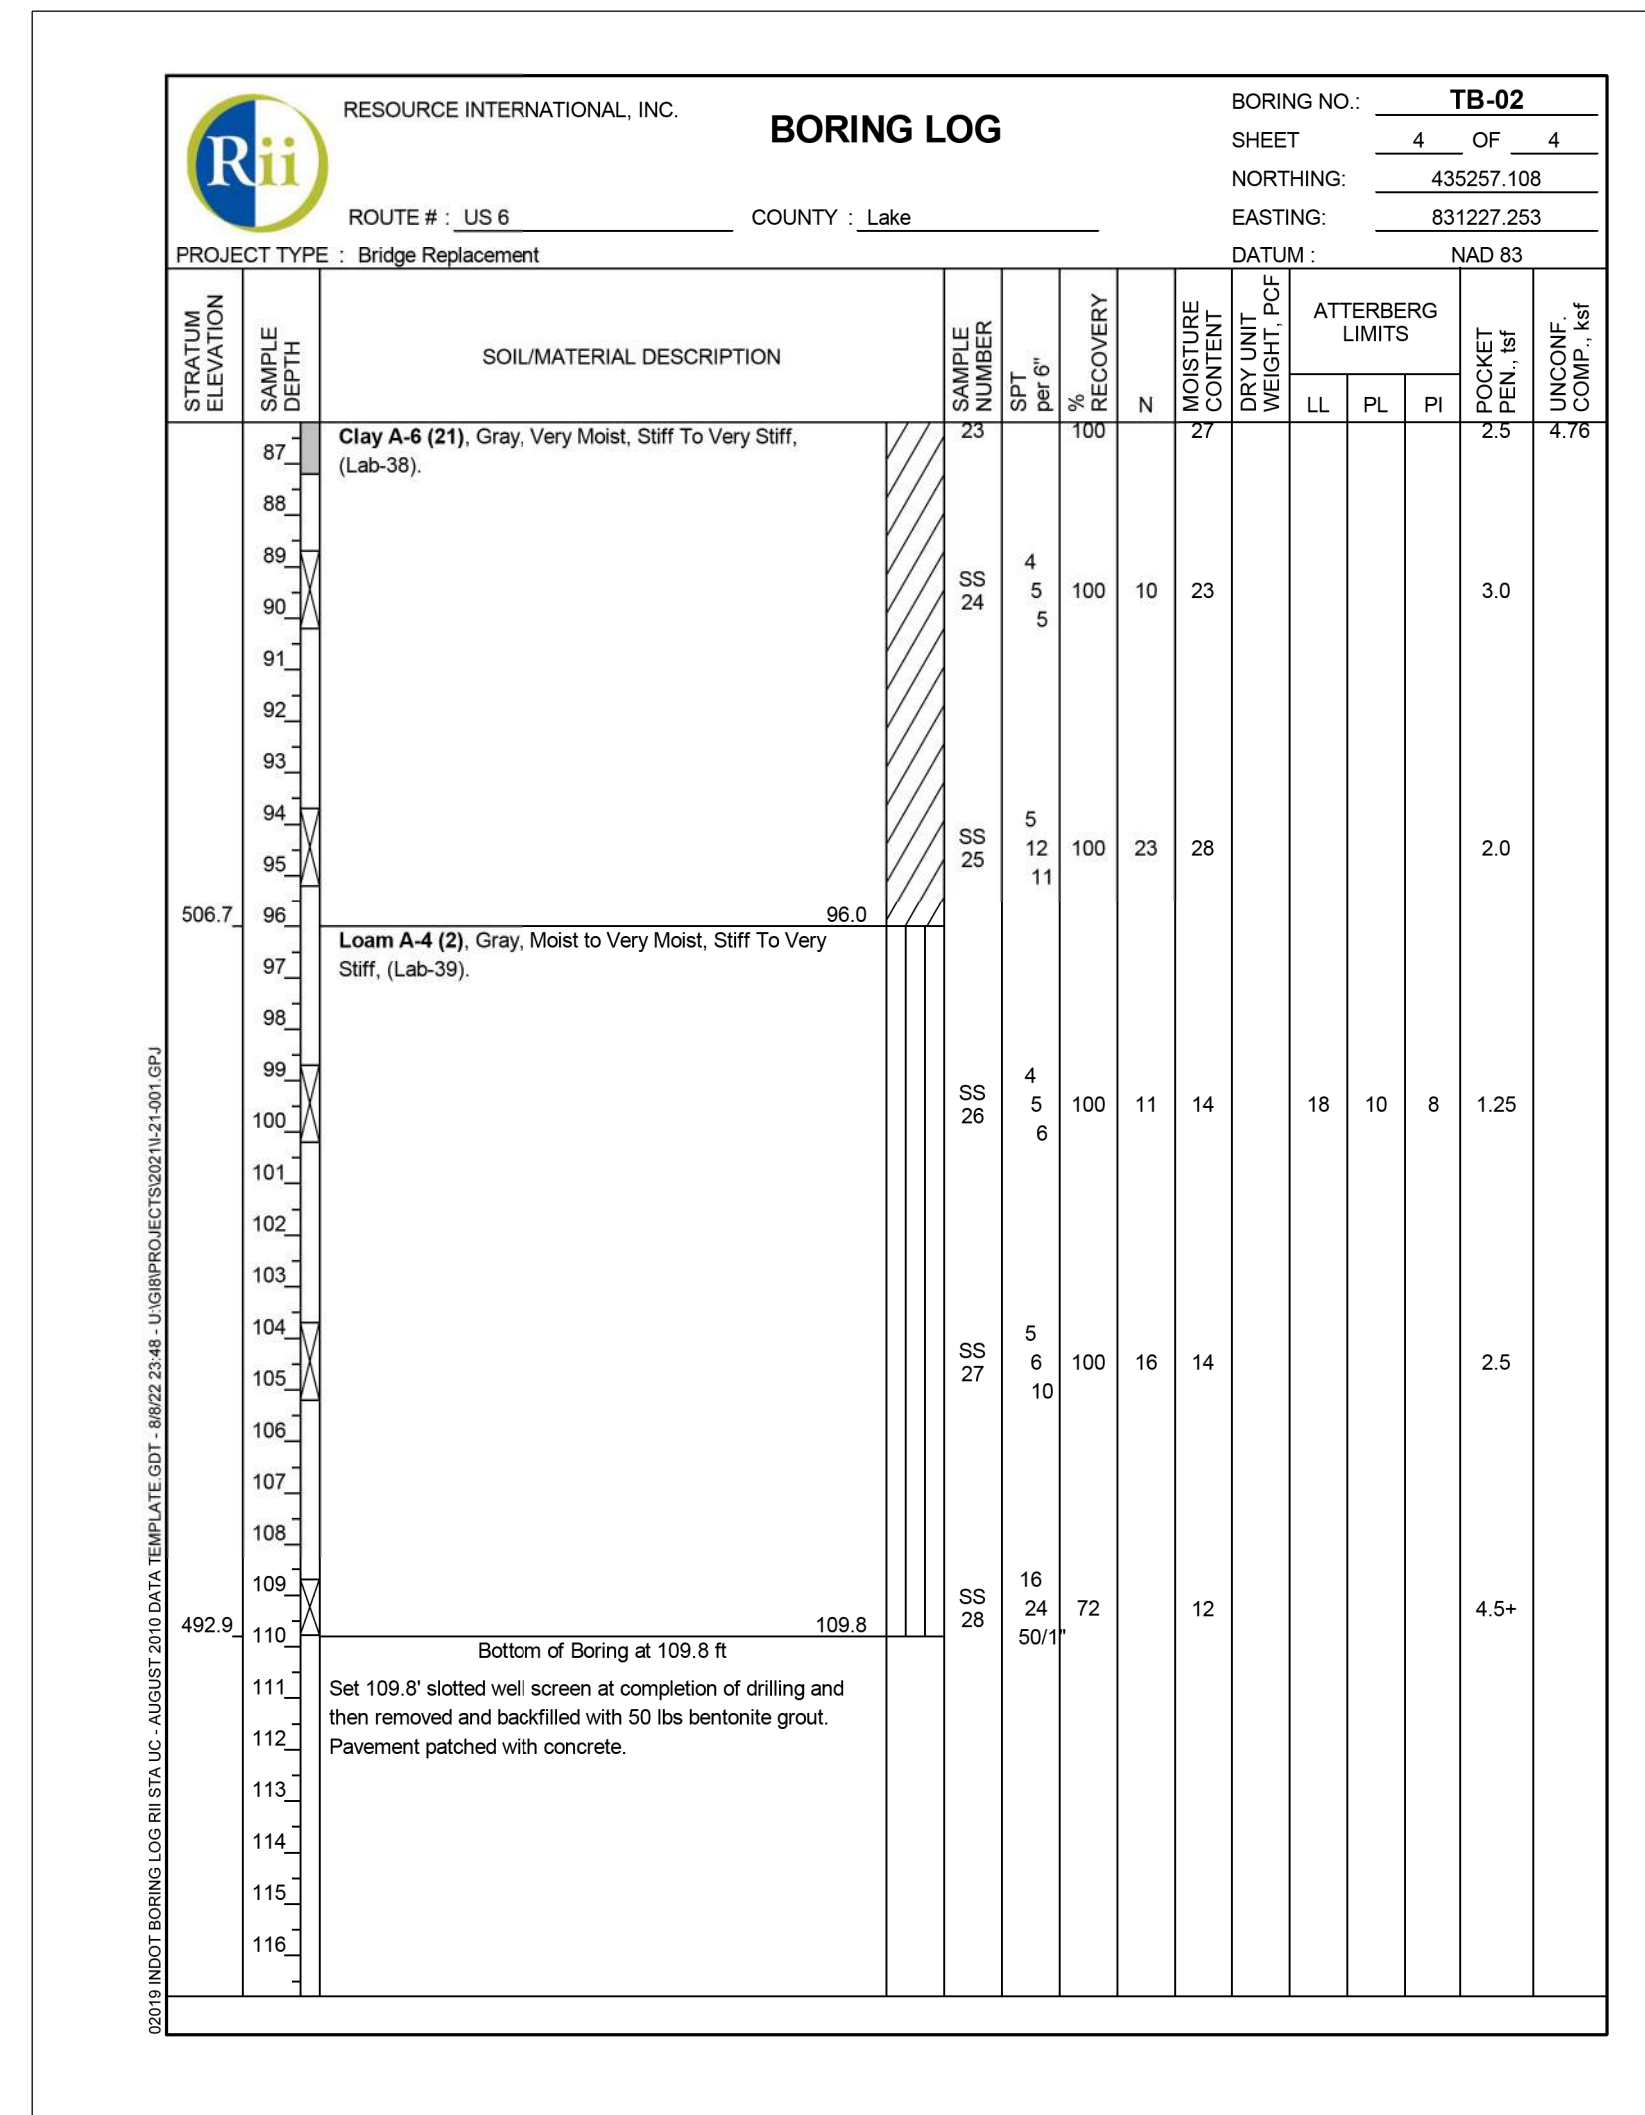 Rii
RESOURCE INTERNATIONAL, INC.
BORING LOG
BORING NO.: TB-02
SHEET 4 OF 4
NORTHING: 435257.108
ROUTE # : US 6 COUNTY : Lake EASTING: 831227.253
PROJECT TYPE : Bridge Replacement DATUM : NAD 83
STRATUM ELEVATION SAMPLE DEPTH SOIL/MATERIAL DESCRIPTION SAMPLE NUMBER SPT per 6" % RECOVERY N MOISTURE CONTENT DRY UNIT WEIGHT, PCF ATTERBERG LIMITS LL PL PI POCKET PEN., tsf UNCONF. COMP., ksf
Clay A-6 (21), Gray, Very Moist, Stiff To Very Stiff, 23 100 27 2.5 4.76
87 (Lab-38).
88
89 4
SS 24 5 100 10 23 3.0
90 5
91
92
93
94 5
SS 25 12 100 23 28 2.0
95 11
506.7 96 96.0
Loam A-4 (2), Gray, Moist to Very Moist, Stiff To Very
97 Stiff, (Lab-39).
98
99 4
SS 26 5 100 11 14 18 10 8 1.25
100 6
101
102
103
104 5
SS 27 6 100 16 14 2.5
105 10
106
107
108
109 16
SS 28 24 72 12 4.5+
492.9 110 109.8 50/1"
Bottom of Boring at 109.8 ft
111 Set 109.8' slotted well screen at completion of drilling and
then removed and backfilled with 50 lbs bentonite grout.
112 Pavement patched with concrete.
113
114
115
116
02019 INDOT BORING LOG RII STA UC - AUGUST 2010 DATA TEMPLATE.GDT - 8/8/22 23:48 - U:\GI8\PROJECTS\2021\I-21-001.GPJ